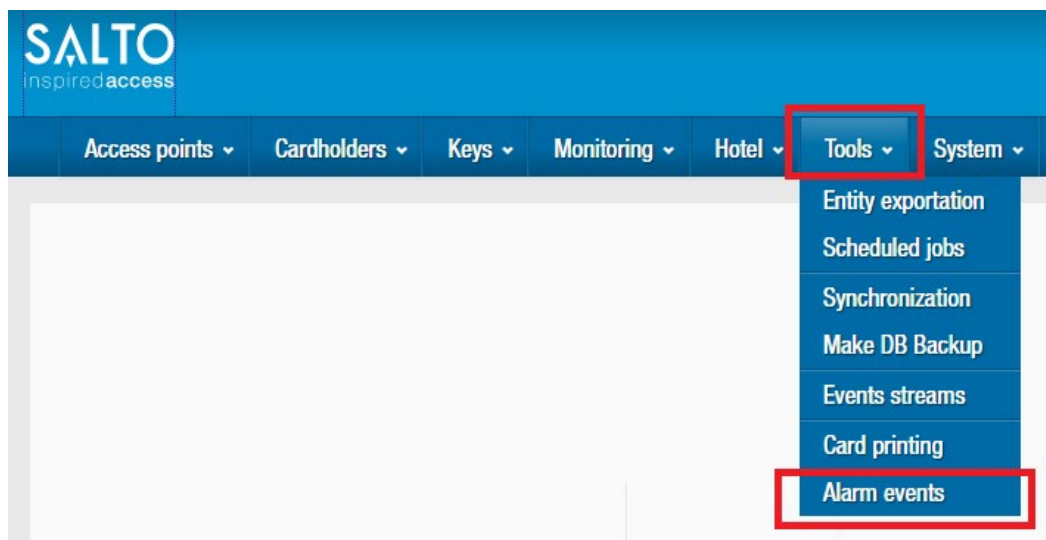 SALTO
inspiredaccess
Access points Cardholders Keys Monitoring Hotel Tools System
Entity exportation
Scheduled jobs
Synchronization
Make DB Backup
Events streams
Card printing
Alarm events